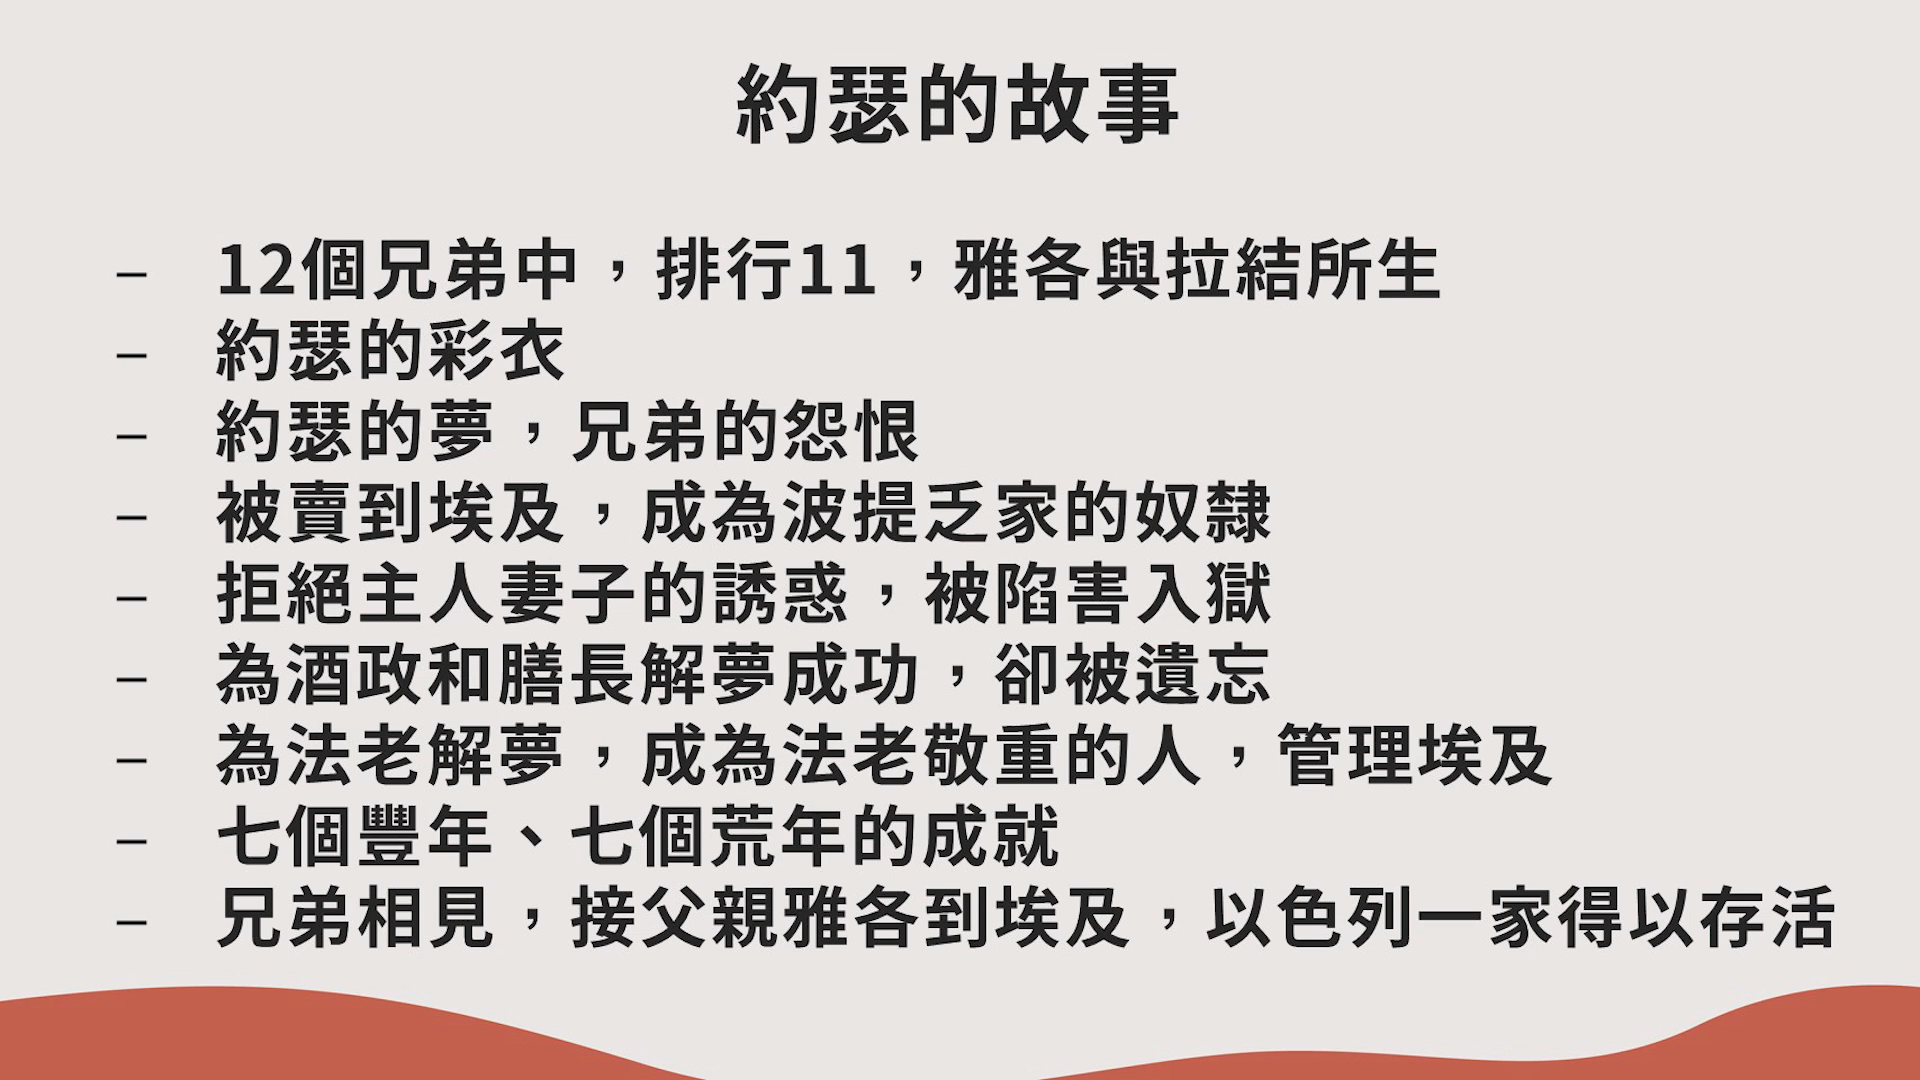 約瑟的故事
– 12個兄弟中，排行11，雅各與拉結所生
– 約瑟的彩衣
– 約瑟的夢，兄弟的怨恨
– 被賣到埃及，成為波提乏家的奴隸
– 拒絕主人妻子的誘惑，被陷害入獄
– 為酒政和膳長解夢成功，卻被遺忘
– 為法老解夢，成為法老敬重的人，管理埃及
– 七個豐年、七個荒年的成就
– 兄弟相見，接父親雅各到埃及，以色列一家得以存活